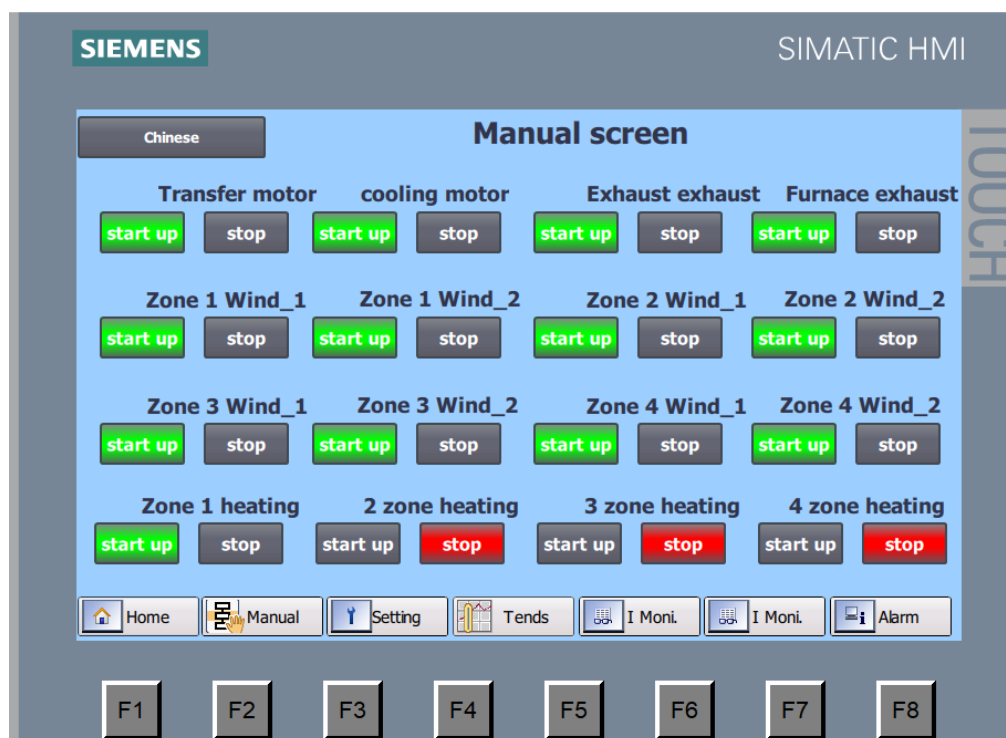 SIEMENS SIMATIC HMI
TOUCH
Chinese Manual screen
Transfer motor cooling motor Exhaust exhaust Furnace exhaust
start up stop start up stop start up stop start up stop
Zone 1 Wind_1 Zone 1 Wind_2 Zone 2 Wind_1 Zone 2 Wind_2
start up stop start up stop start up stop start up stop
Zone 3 Wind_1 Zone 3 Wind_2 Zone 4 Wind_1 Zone 4 Wind_2
start up stop start up stop start up stop start up stop
Zone 1 heating 2 zone heating 3 zone heating 4 zone heating
start up stop start up stop start up stop start up stop
Home Manual Setting Tends I Moni. I Moni. Alarm
F1 F2 F3 F4 F5 F6 F7 F8